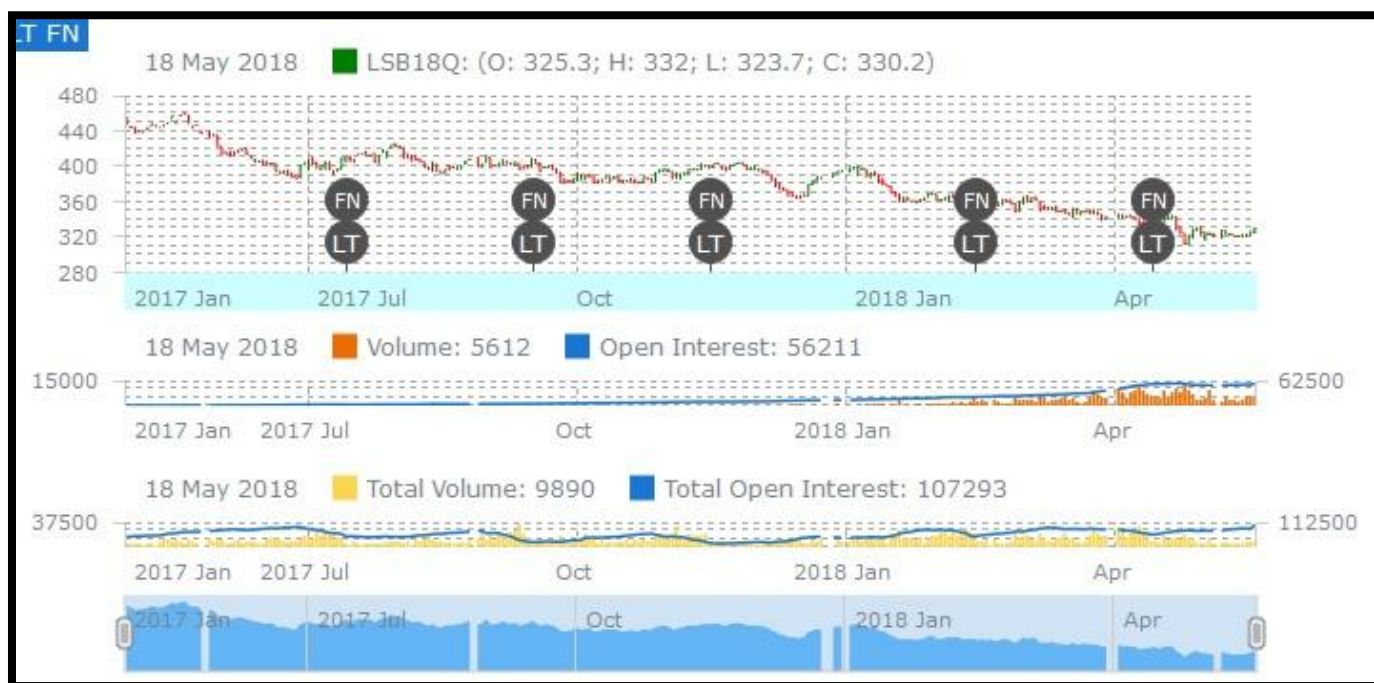 LT FN
18 May 2018 LSB18Q: (O: 325.3; H: 332; L: 323.7; C: 330.2)
480
440
400
360
320
280
FN FN FN FN FN
LT LT LT LT LT
2017 Jan 2017 Jul Oct 2018 Jan Apr
18 May 2018 Volume: 5612 Open Interest: 56211
15000 62500
2017 Jan 2017 Jul Oct 2018 Jan Apr
18 May 2018 Total Volume: 9890 Total Open Interest: 107293
37500 112500
2017 Jan 2017 Jul Oct 2018 Jan Apr
2017 Jan 2017 Jul Oct 2018 Jan Apr